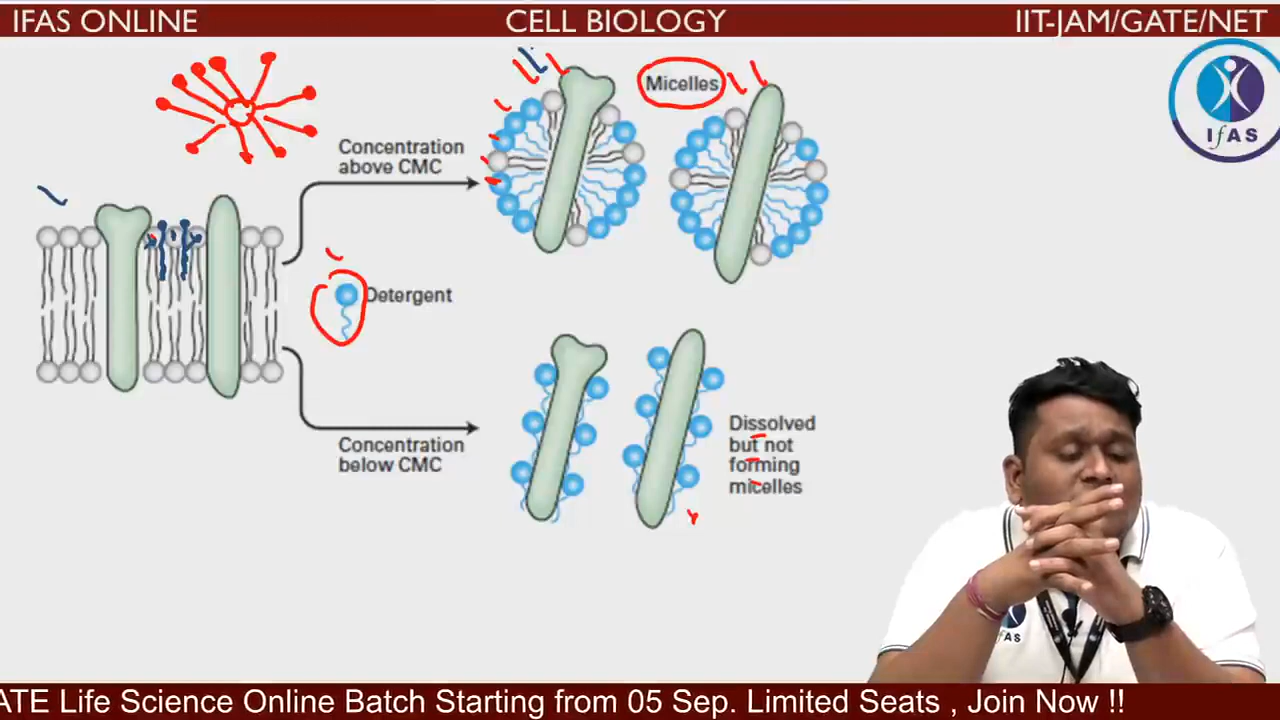 IFAS ONLINE
CELL BIOLOGY
IIT-JAM/GATE/NET
IfAS
Micelles
Concentration
above CMC
Detergent
Concentration
below CMC
Dissolved
but not
forming
micelles
IfAS
ATE Life Science Online Batch Starting from 05 Sep. Limited Seats , Join Now !!